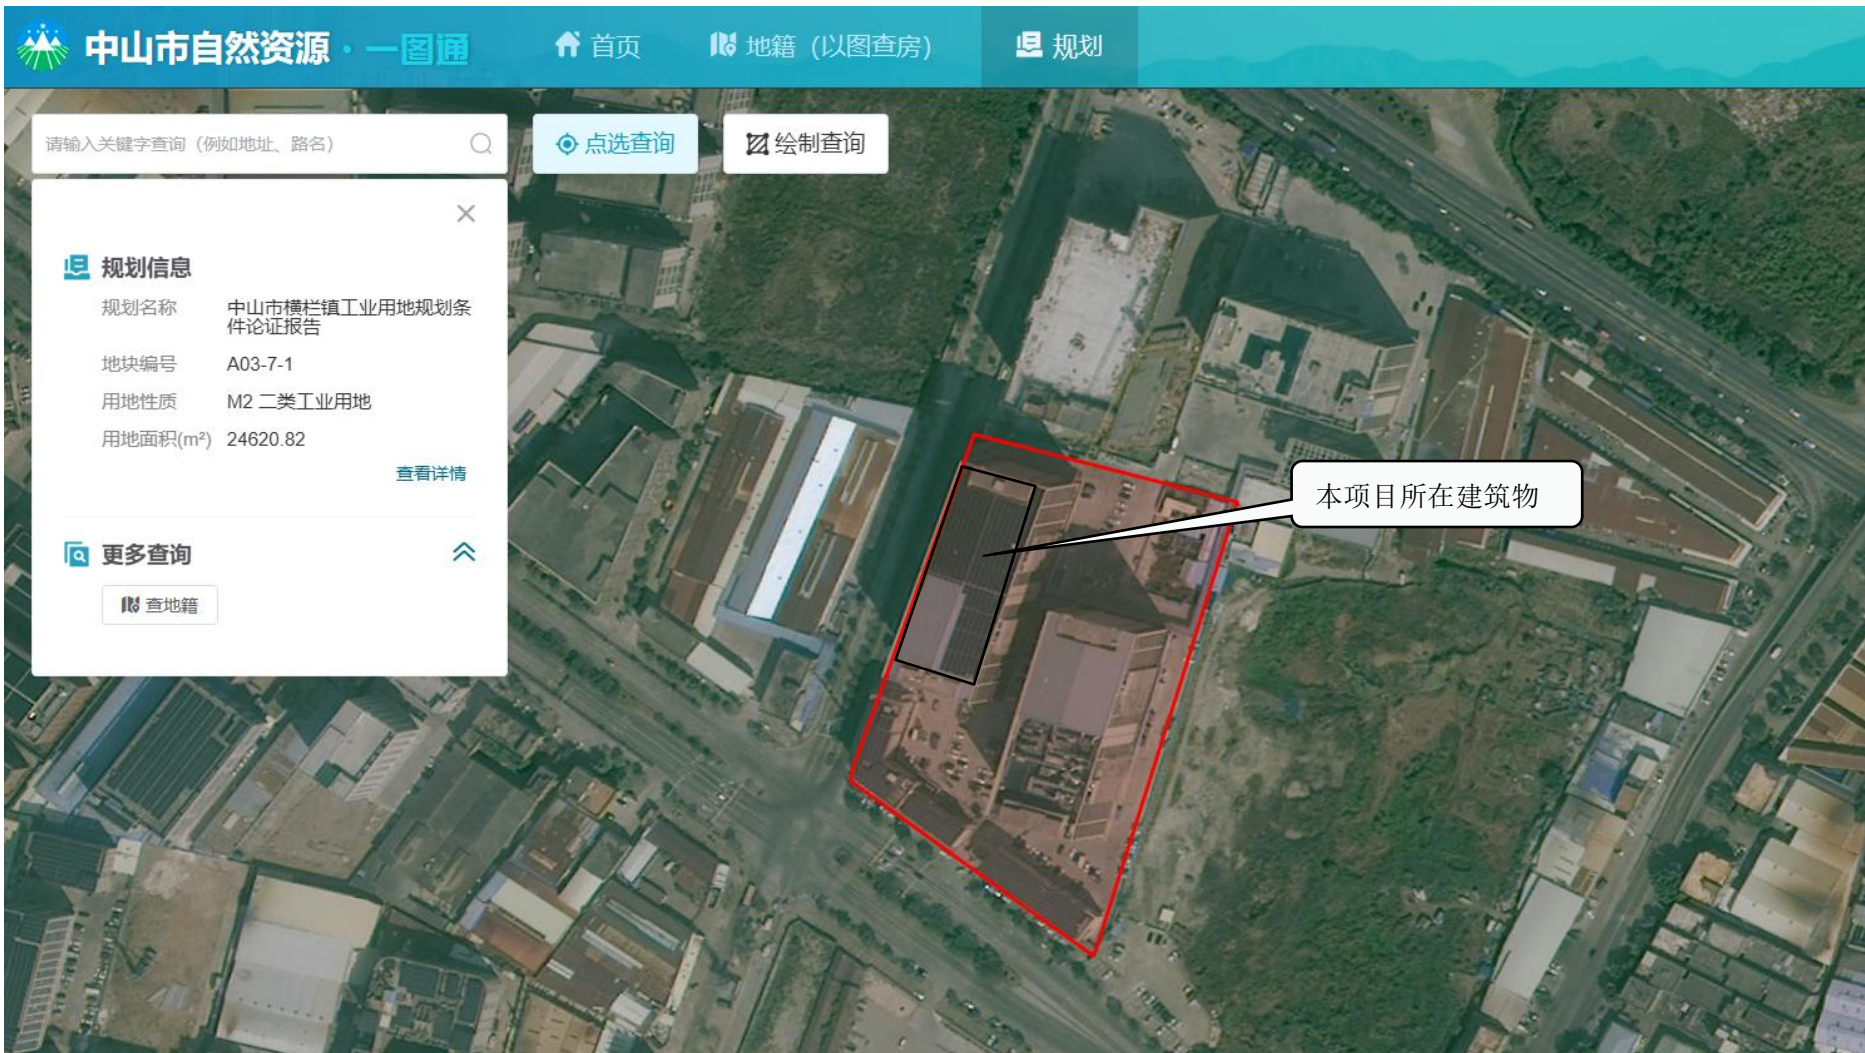 中山市自然资源·一图通
首页
地籍（以图查房）
规划
请输入关键字查询（例如地址、路名）
点选查询
绘制查询
规划信息
规划名称 中山市横栏镇工业用地规划条
件论证报告
地块编号 A03-7-1
用地性质 M2 二类工业用地
用地面积(m²) 24620.82
查看详情
更多查询
查地籍
本项目所在建筑物